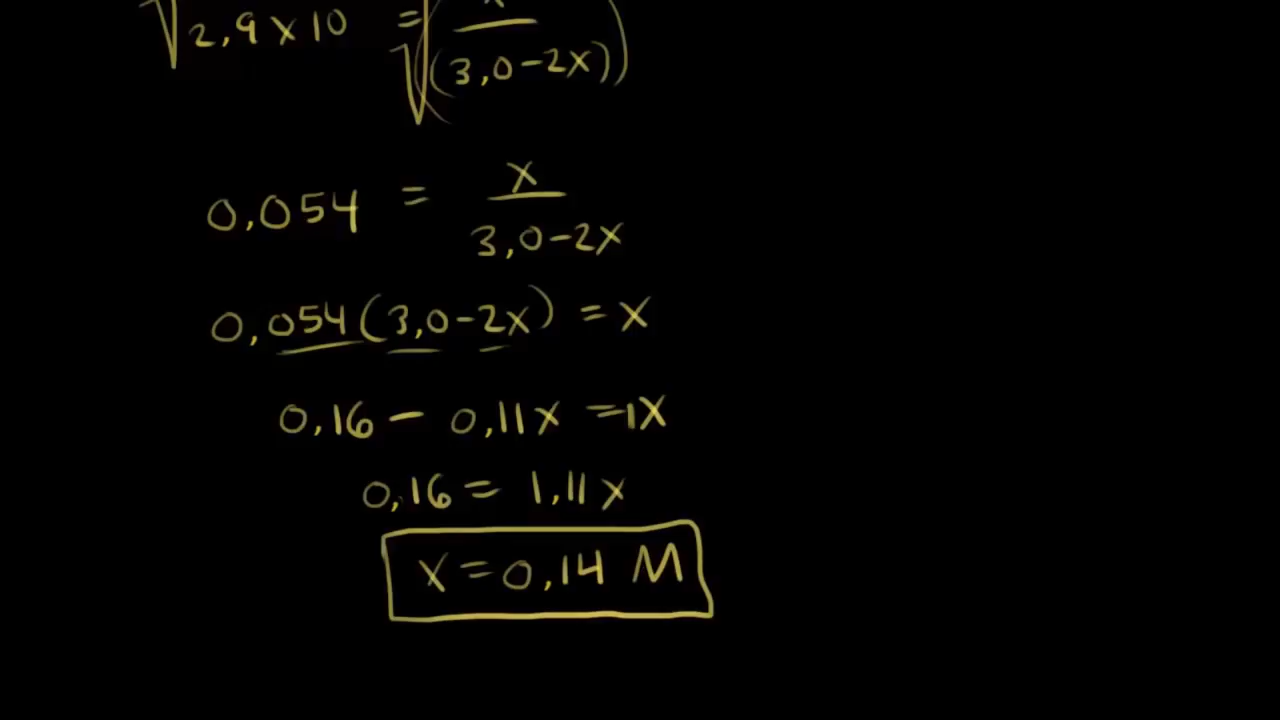 √2,9 x 10 = √(x/(3,0-2x))
0,054 = x/(3,0-2x)
0,054(3,0-2x) = x
0,16 - 0,11x = 1x
0,16 = 1,11x
x = 0,14 M